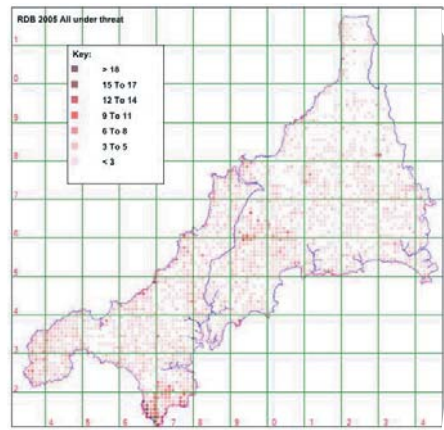 RDB 2005 All under threat
Key:
> 18
15 To 17
12 To 14
9 To 11
6 To 8
3 To 5
< 3
1
0
9
8
7
6
5
4
3
2
4 5 6 7 8 9 0 1 2 3 4